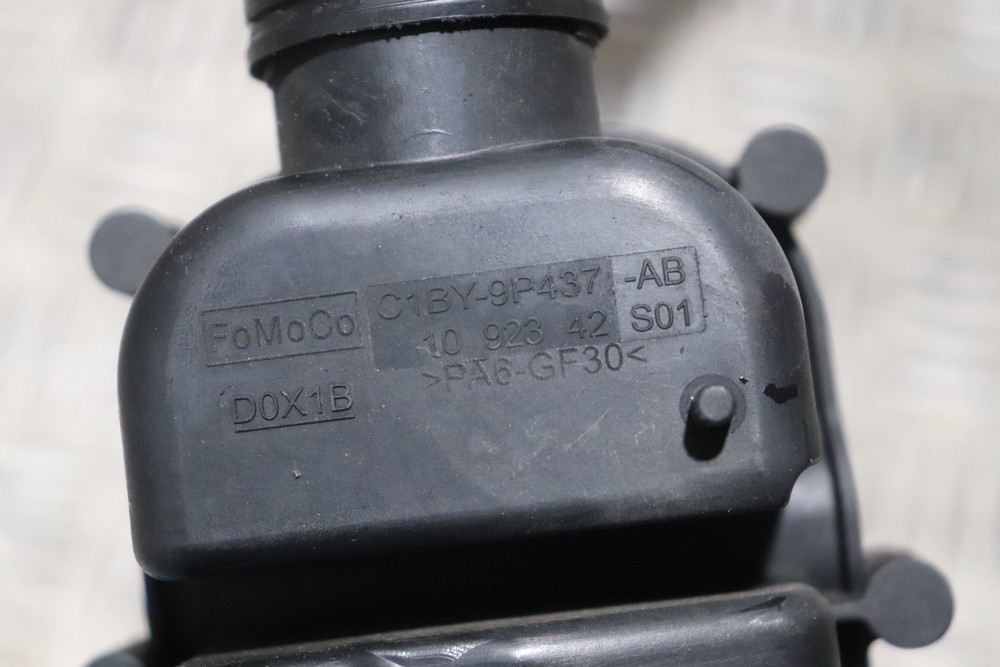 FoMoCo C1BY-9P437 -AB
10 923 42 S01
>PA6-GF30<
D0X1B